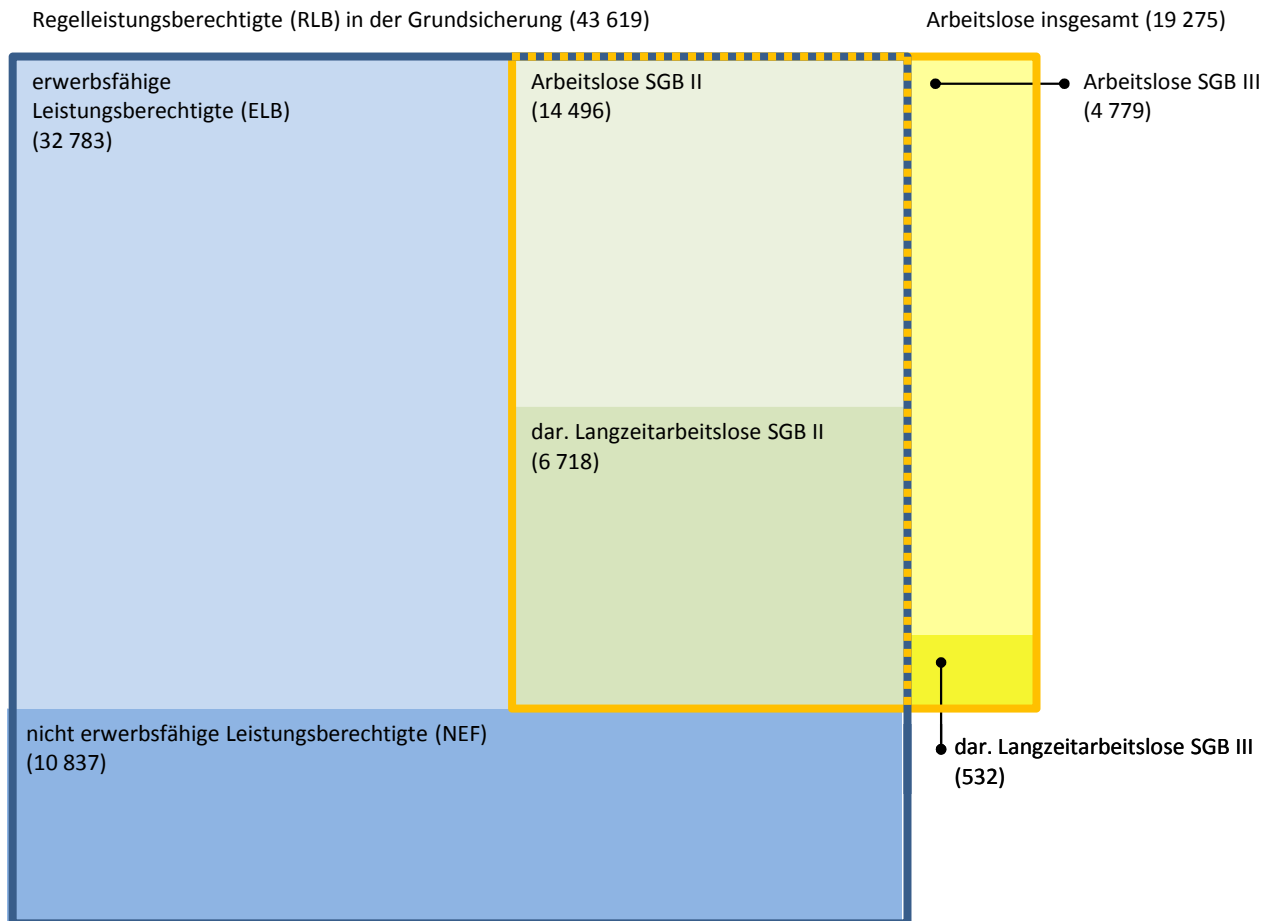 Regelleistungsberechtigte (RLB) in der Grundsicherung (43 619)
Arbeitslose insgesamt (19 275)
erwerbsfähige
Leistungsberechtigte (ELB)
(32 783)
Arbeitslose SGB II
(14 496)
Arbeitslose SGB III
(4 779)
dar. Langzeitarbeitslose SGB II
(6 718)
nicht erwerbsfähige Leistungsberechtigte (NEF)
(10 837)
dar. Langzeitarbeitslose SGB III
(532)